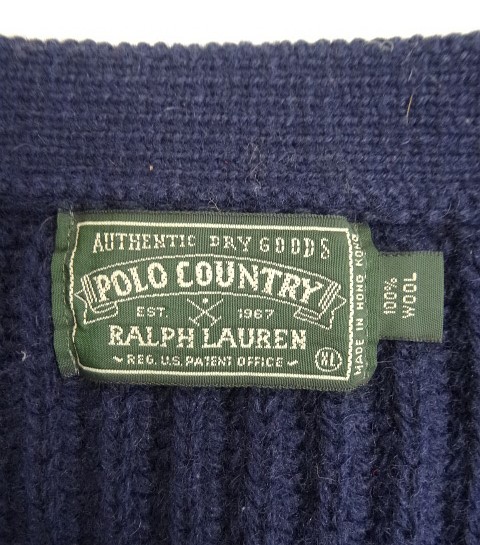 AUTHENTIC DRY GOODS
POLO COUNTRY
EST. 1967
RALPH LAUREN
~ REG. U.S. PATENT OFFICE ~
XL
MADE IN HONG KONG
100%
WOOL